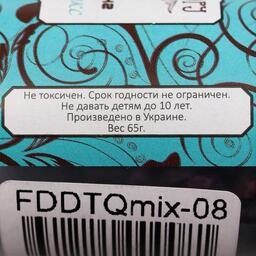 Не токсичен. Срок годности не ограничен.
Не давать детям до 10 лет.
Произведено в Украине.
Вес 65г.
FDDTQmix-08